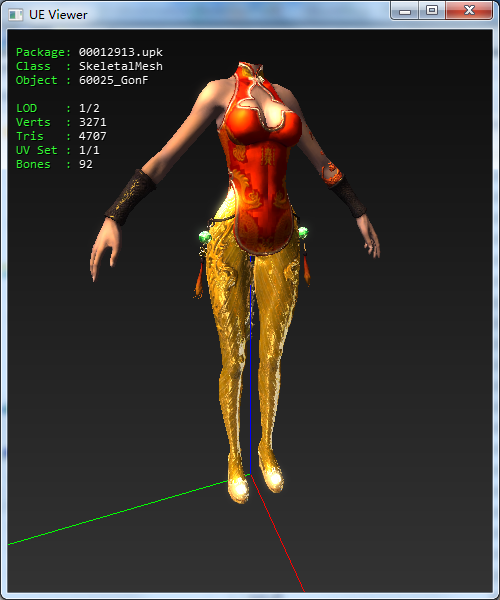 UE Viewer
Package: 00012913.upk
Class  : SkeletalMesh
Object : 60025_GonF
LOD    : 1/2
Verts  : 3271
Tris   : 4707
UV Set : 1/1
Bones  : 92